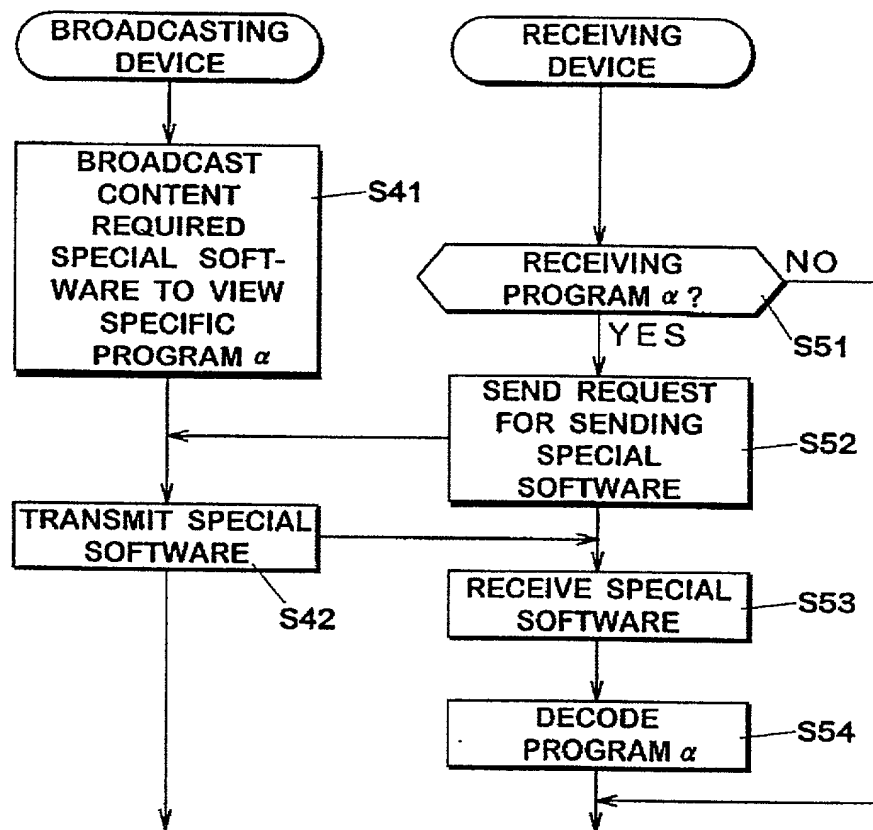 BROADCASTING
DEVICE
BROADCAST
CONTENT
REQUIRED
SPECIAL SOFT-
WARE TO VIEW
SPECIFIC
PROGRAM α
S41
TRANSMIT SPECIAL
SOFTWARE
S42
RECEIVING
DEVICE
RECEIVING
PROGRAM α ?
NO
S51
YES
SEND REQUEST
FOR SENDING
SPECIAL
SOFTWARE
S52
RECEIVE SPECIAL
SOFTWARE
S53
DECODE
PROGRAM α
S54